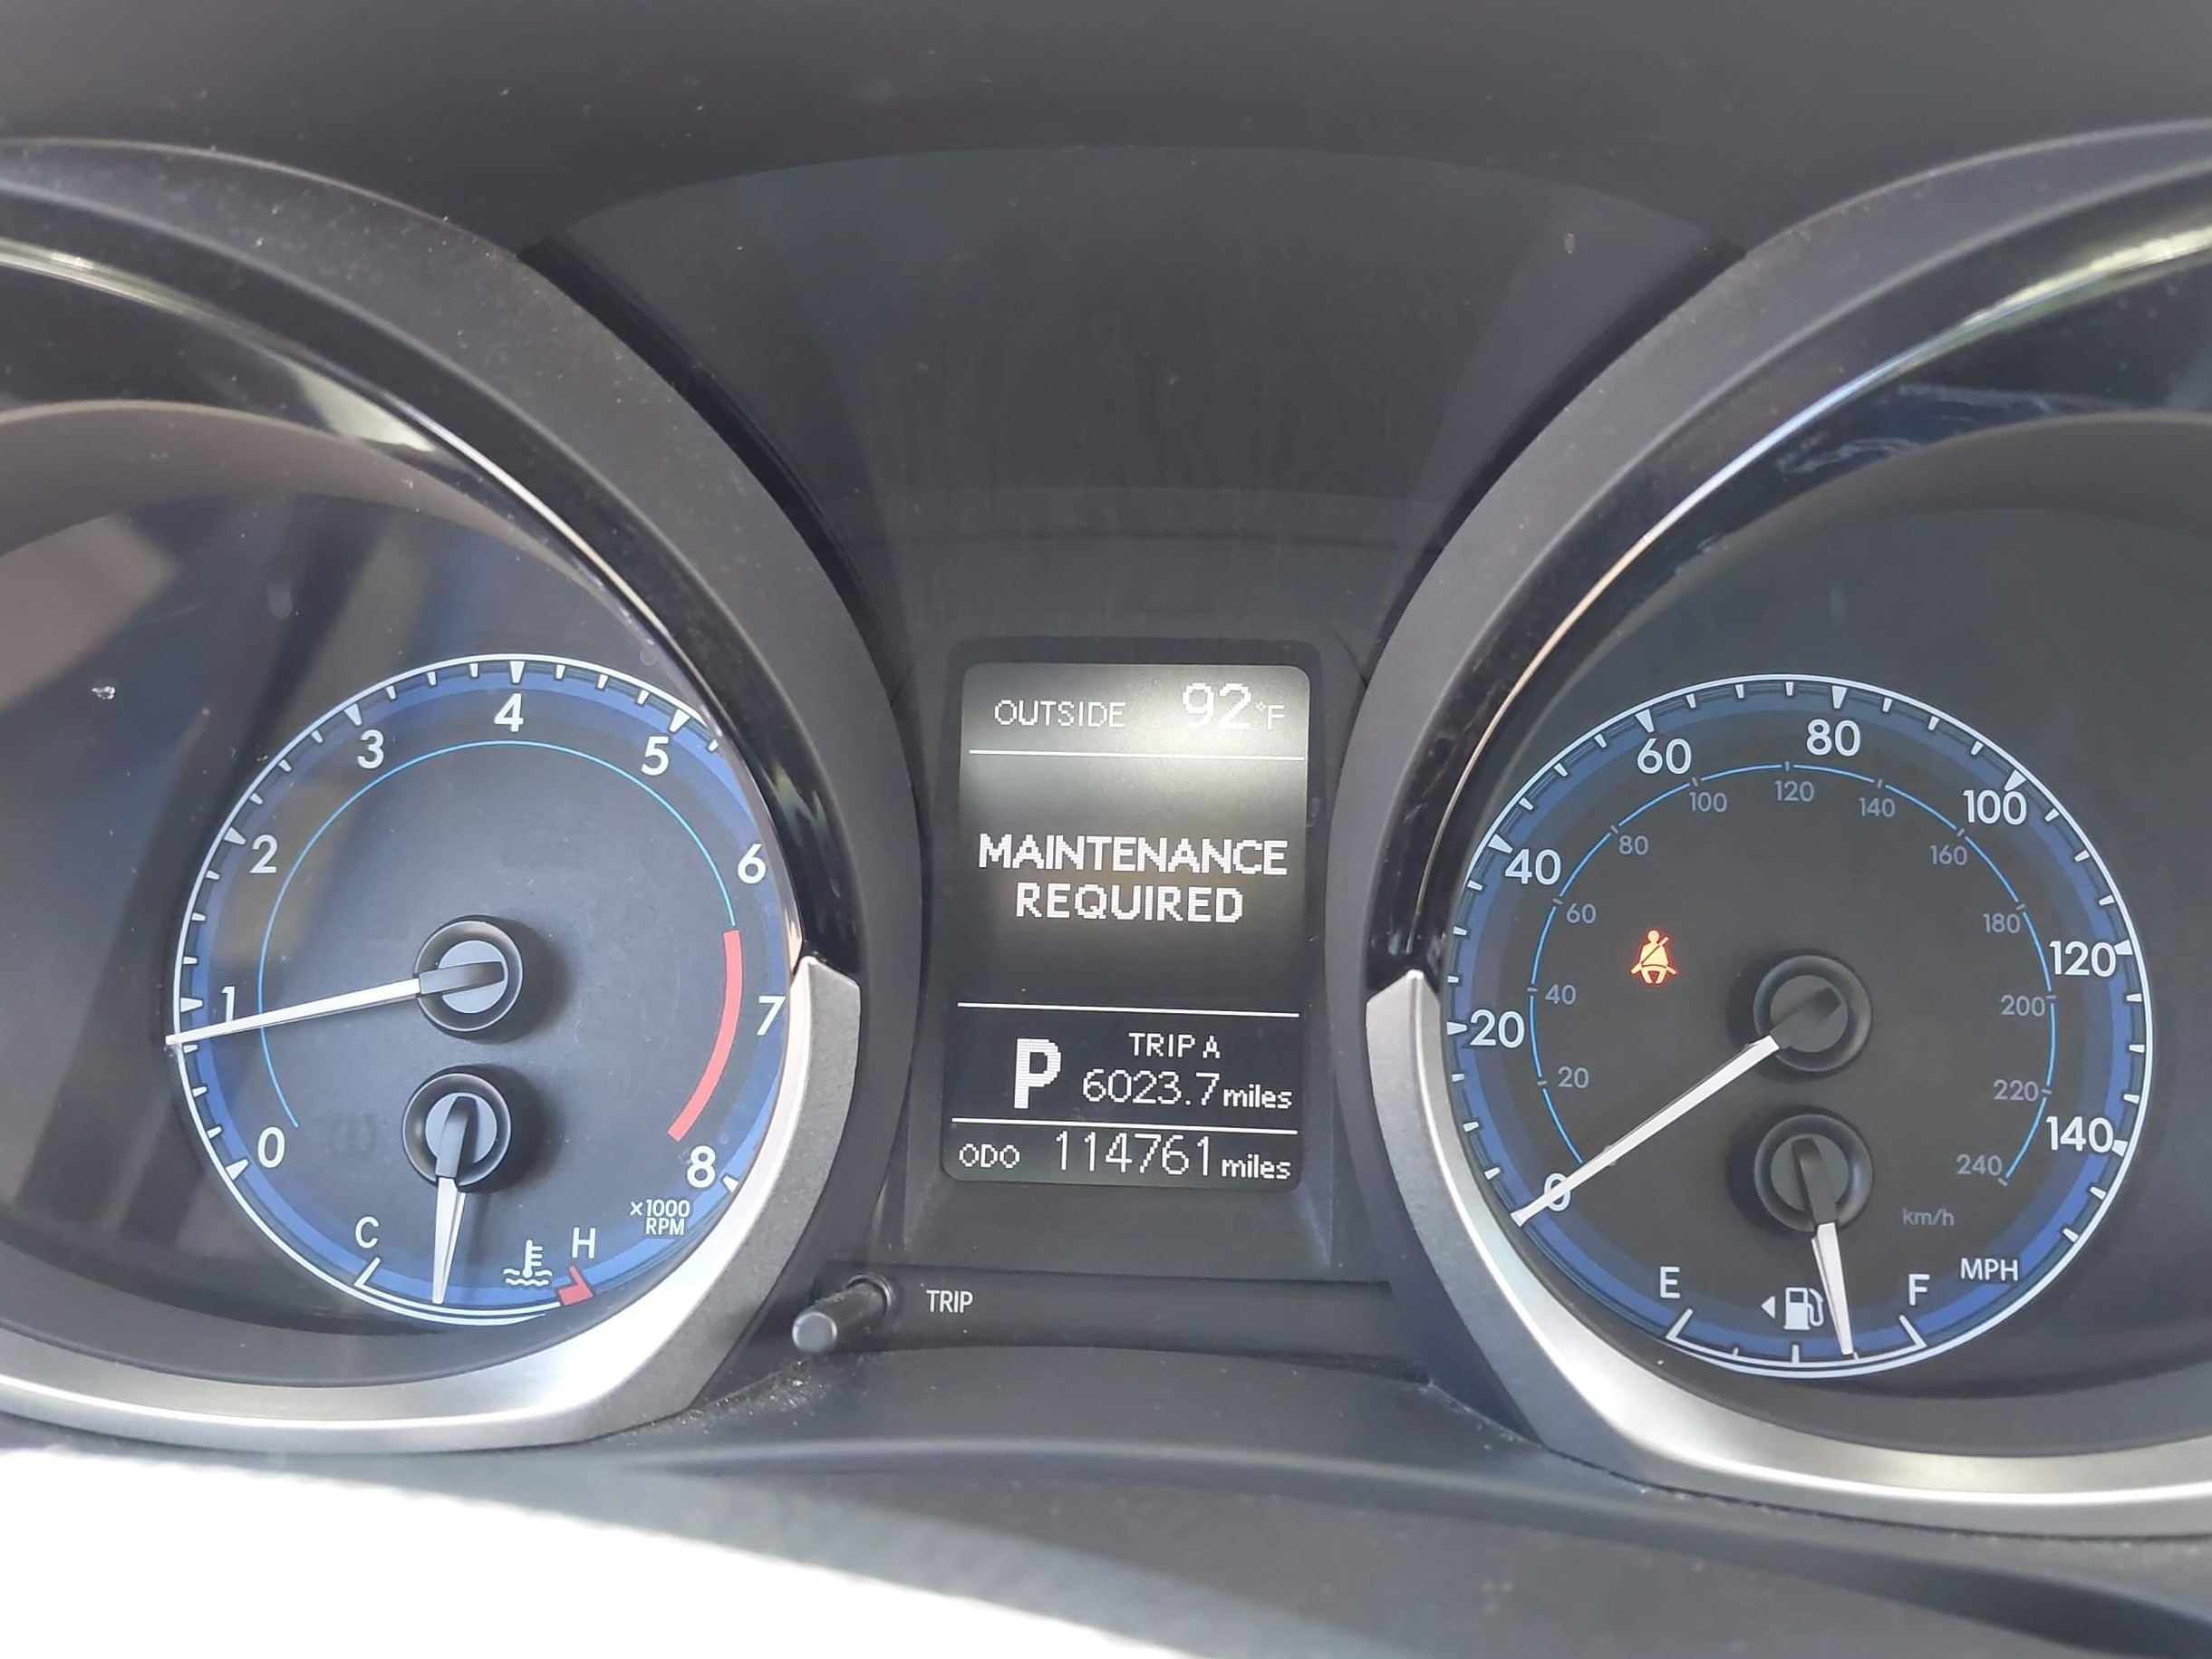 0
1
2
3
4
5
6
7
8
×1000
RPM
C
H
OUTSIDE 92°F
MAINTENANCE
REQUIRED
P
TRIP A
6023.7 miles
ODO 114761 miles
TRIP
0
20
40
60
80
100
120
140
20
40
60
80
100
120
140
160
180
200
220
240
km/h
MPH
E
F